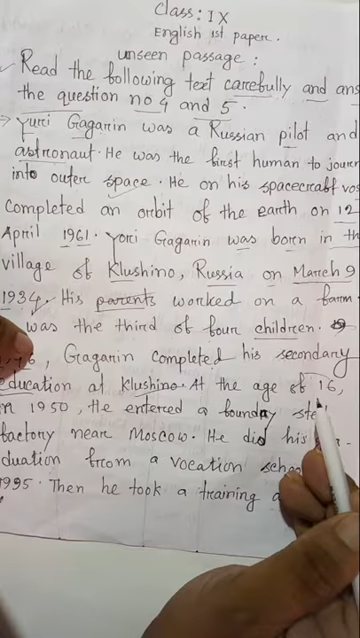 Class: IX
English 1st paper.
unseen passage:
Read the following text carefully and ans
the question no 4 and 5.
Yuri Gagarin was a Russian pilot and
astronaut. He was the first human to journ
into outer space. He on his spacecraft vos
completed an orbit of the earth on 12
April 1961. Yori Gagarin was born in th
village of Klushino, Russia on March 9
1934. His parents worked on a farm
was the third of four children.
Gagarin completed his secondary
education at Klushino. At the age of 16,
n 1950, He entered a foundry ste
factory near Moscow. He did his
duation from a vocation schoo
1995. Then he took a training a